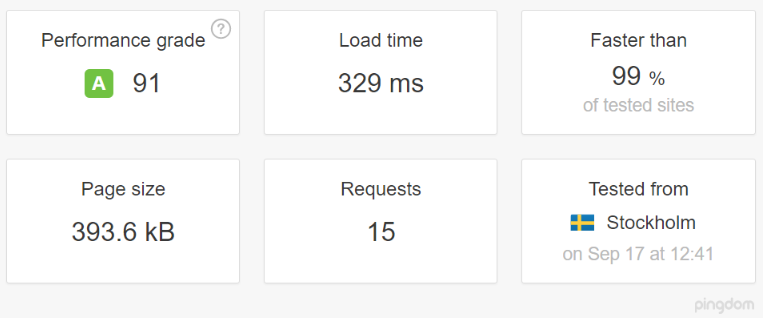 Performance grade ?
A 91
Load time
329 ms
Faster than
99 %
of tested sites
Page size
393.6 kB
Requests
15
Tested from
Stockholm
on Sep 17 at 12:41
pingdom